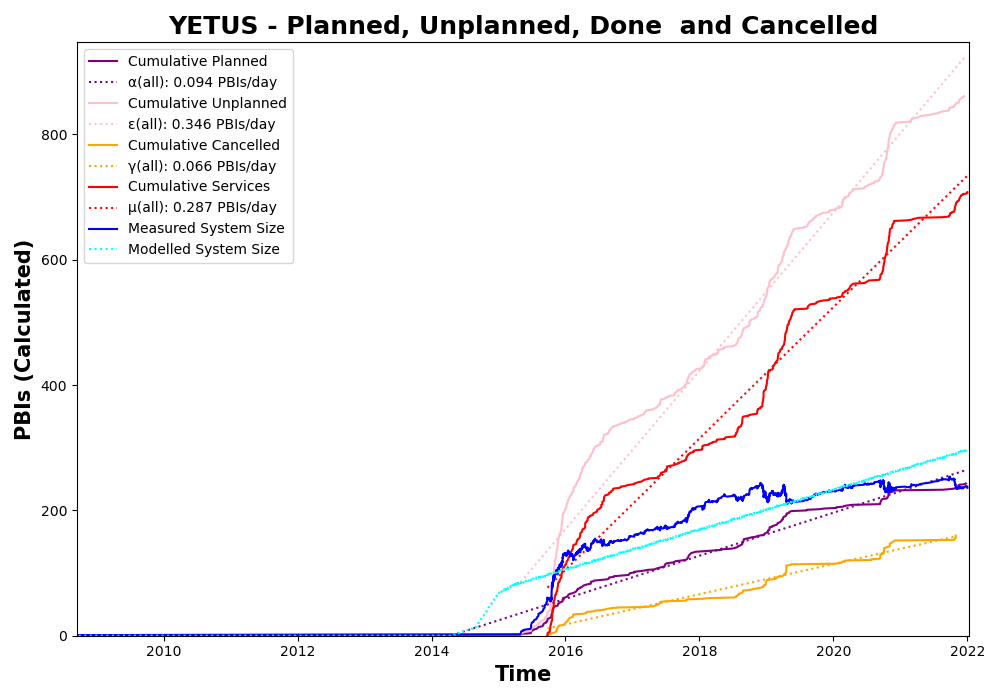 YETUS - Planned, Unplanned, Done  and Cancelled
Cumulative Planned
α(all): 0.094 PBIs/day
Cumulative Unplanned
ε(all): 0.346 PBIs/day
Cumulative Cancelled
γ(all): 0.066 PBIs/day
Cumulative Services
μ(all): 0.287 PBIs/day
Measured System Size
Modelled System Size
PBIs (Calculated)
800
600
400
200
0
2010 2012 2014 2016 2018 2020 2022
Time